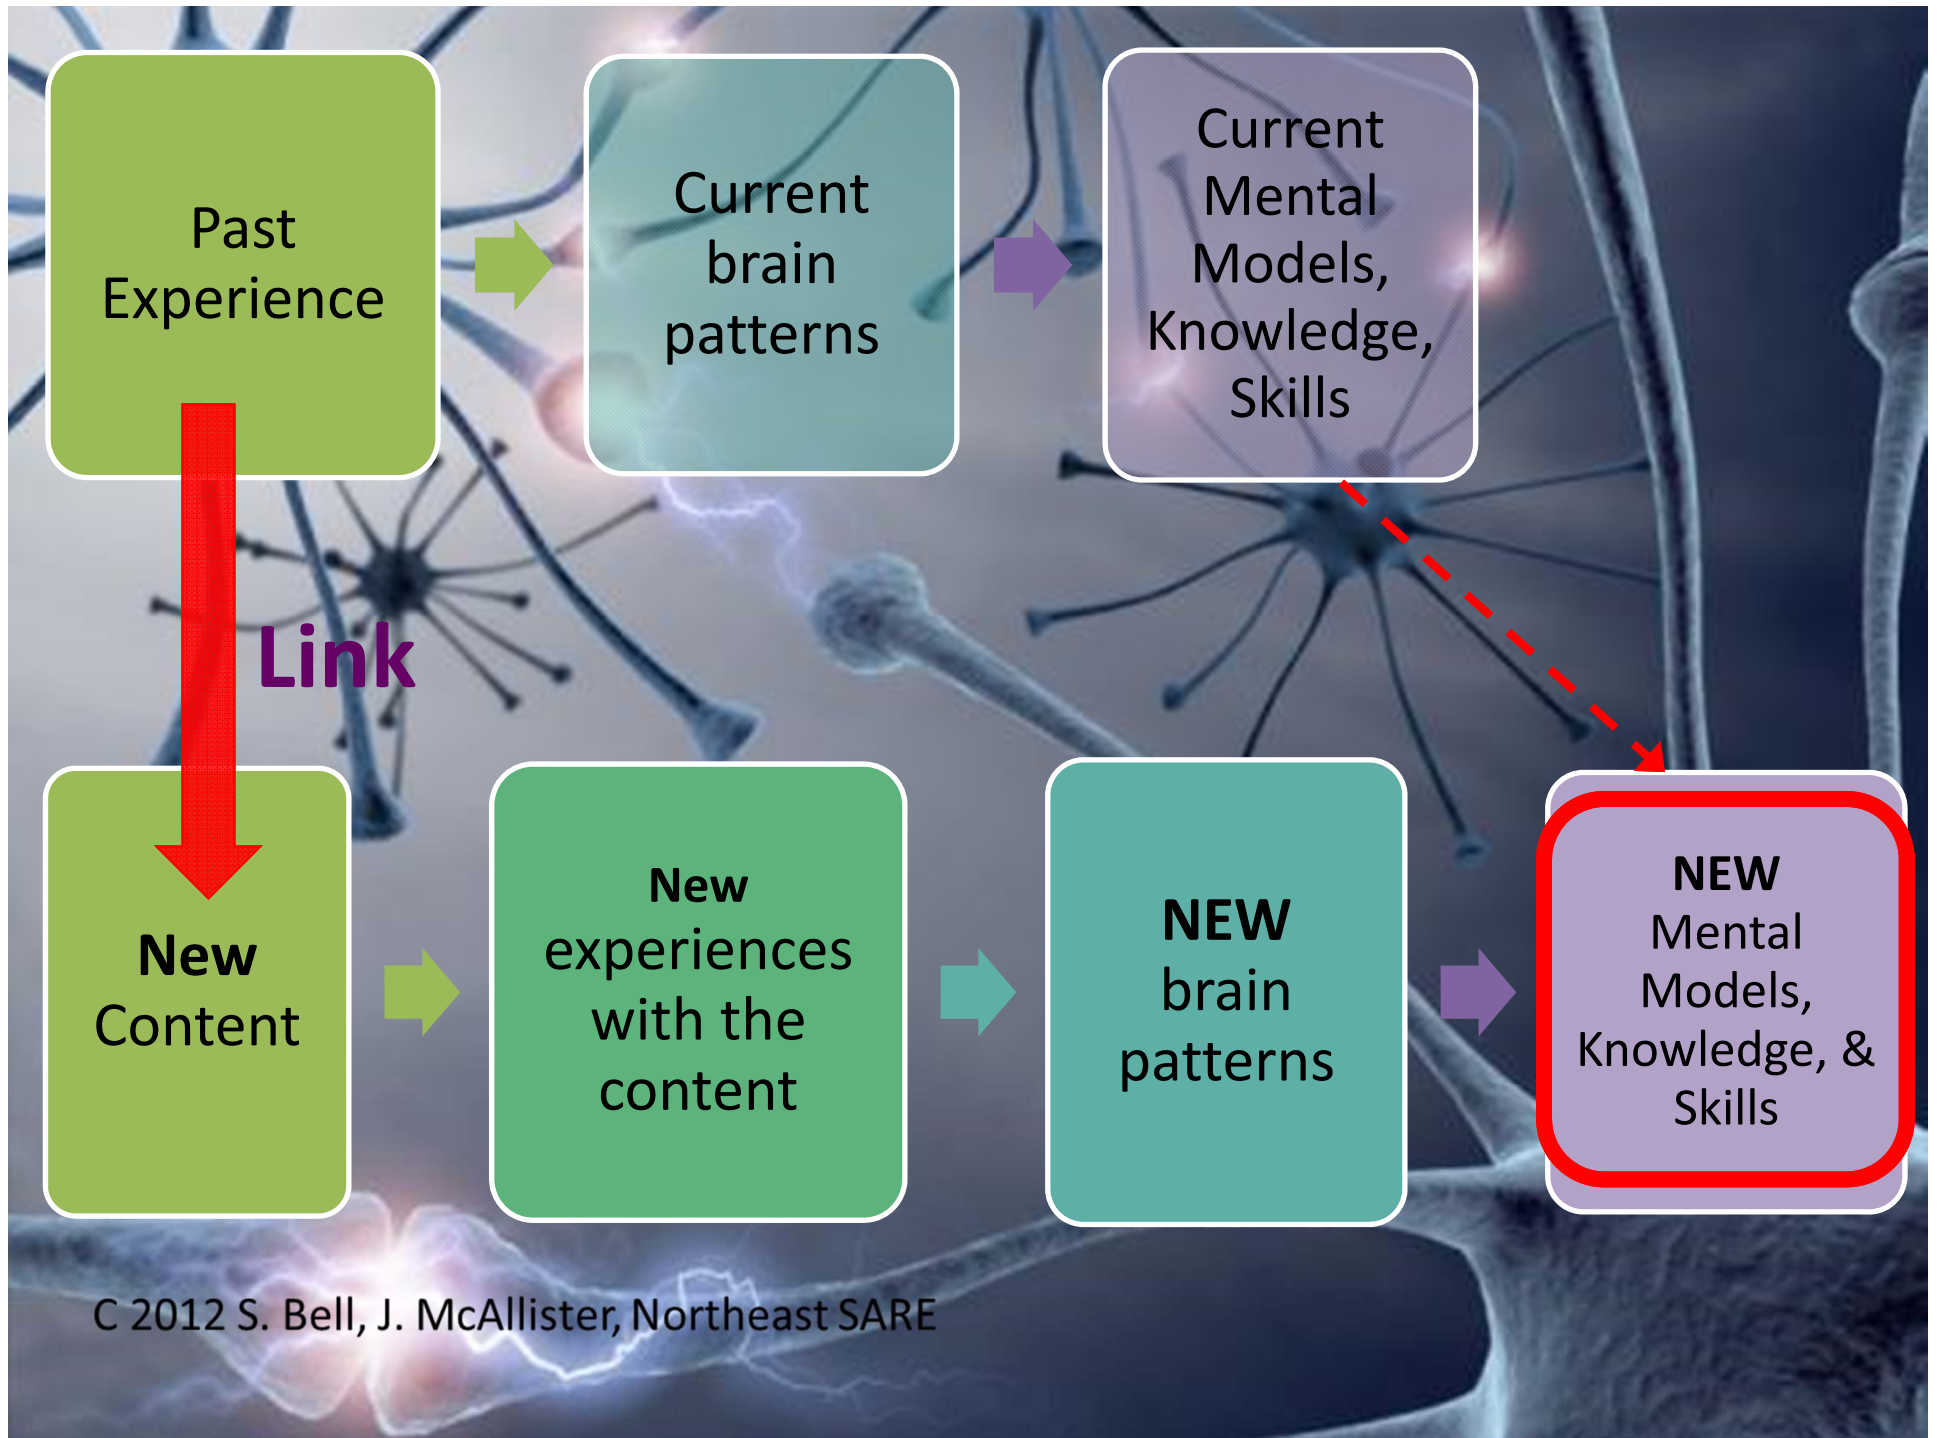 Past
Experience
Current
brain
patterns
Current
Mental
Models,
Knowledge,
Skills
Link
New
Content
New
experiences
with the
content
NEW
brain
patterns
NEW
Mental
Models,
Knowledge, &
Skills
C 2012 S. Bell, J. McAllister, Northeast SARE